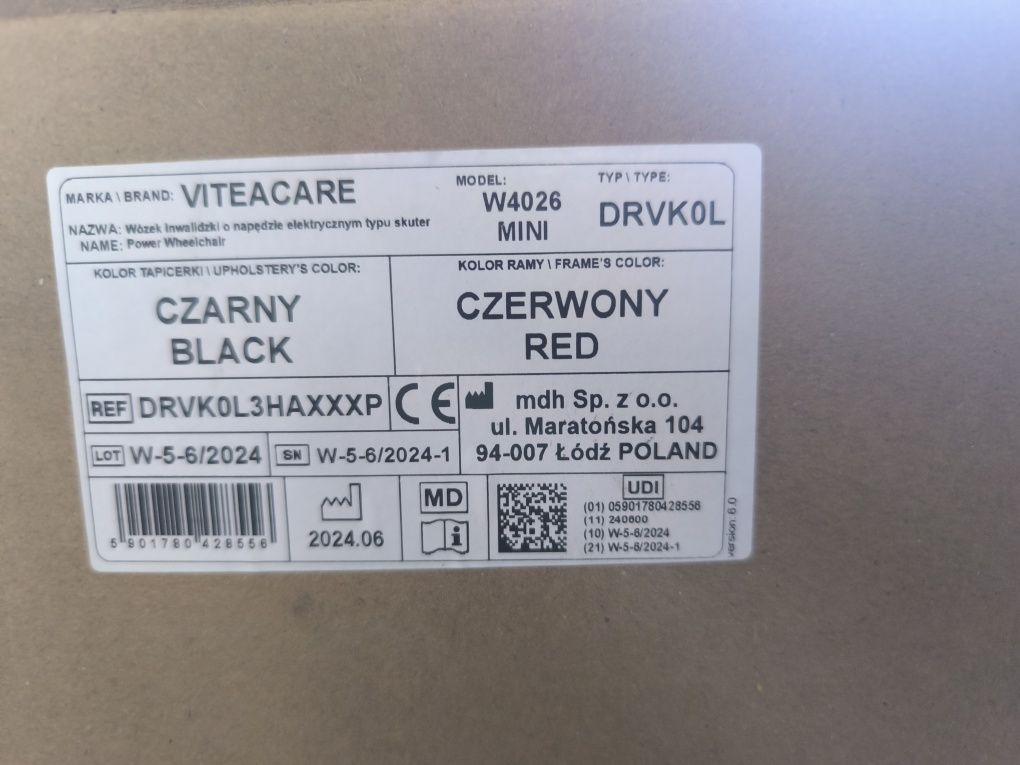 MARKA \ BRAND: VITEACARE
NAZWA: Wózek inwalidzki o napędzie elektrycznym typu skuter
NAME: Power Wheelchair
MODEL:
W4026
MINI
TYP \ TYPE:
DRVK0L
KOLOR TAPICERKI \ UPHOLSTERY'S COLOR:
CZARNY
BLACK
KOLOR RAMY \ FRAME'S COLOR:
CZERWONY
RED
REF DRVK0L3HAXXXP
CE
mdh Sp. z o.o.
ul. Maratońska 104
94-007 Łódź POLAND
LOT W-5-6/2024
SN W-5-6/2024-1
5 901780 428556
2024.06
MD
i
UDI
(01) 05901780428556
(11) 240600
(10) W-5-6/2024
(21) W-5-6/2024-1
version: 6.0